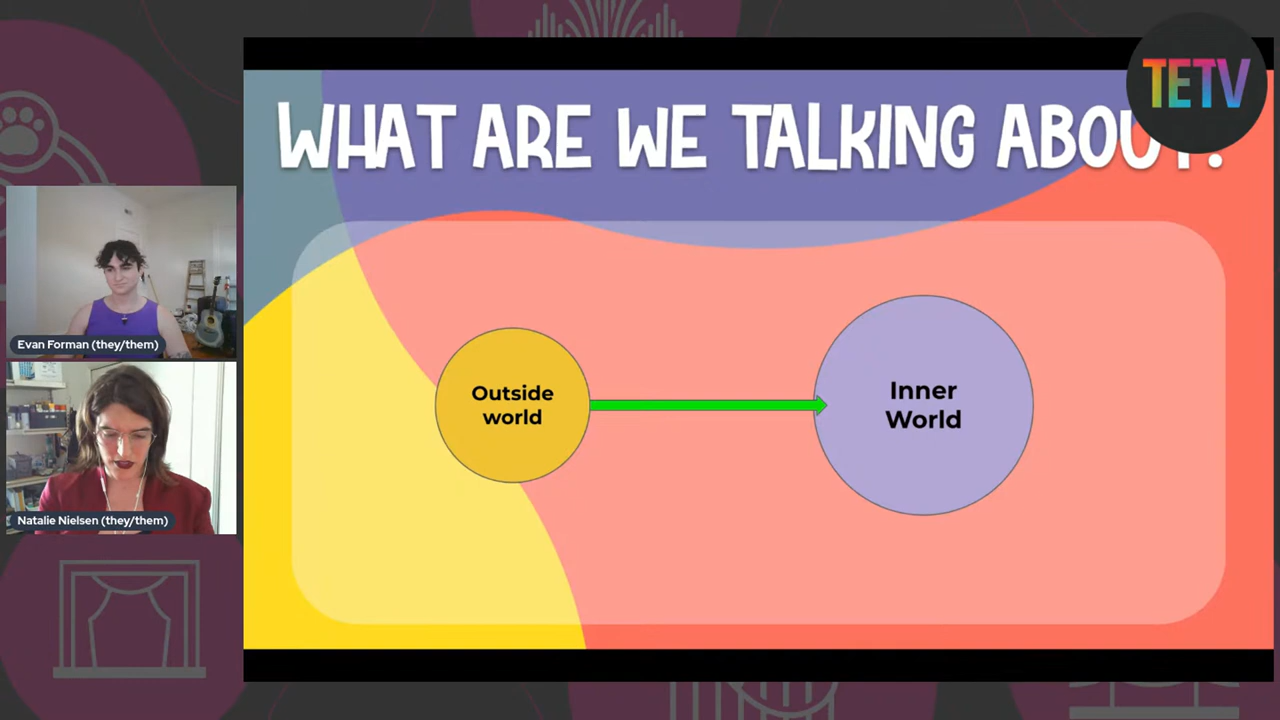 TETV
WHAT ARE WE TALKING ABOUT?
Outside
world
Inner
World
Evan Forman (they/them)
Natalie Nielsen (they/them)